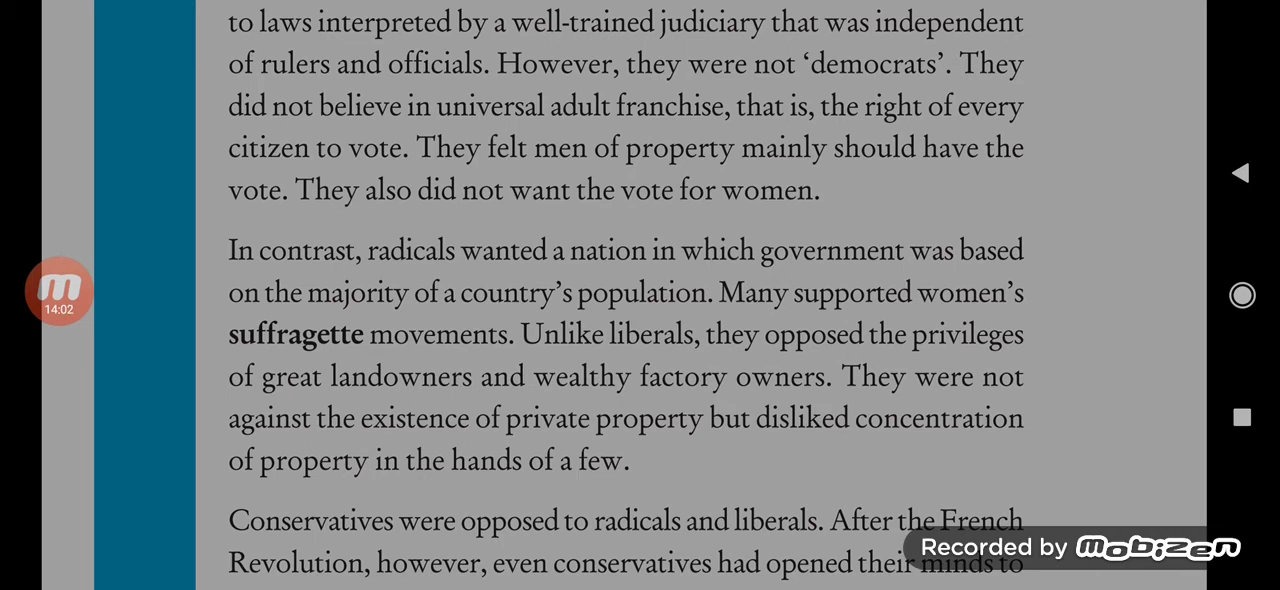 to laws interpreted by a well-trained judiciary that was independent
of rulers and officials. However, they were not ‘democrats’. They
did not believe in universal adult franchise, that is, the right of every
citizen to vote. They felt men of property mainly should have the
vote. They also did not want the vote for women.
In contrast, radicals wanted a nation in which government was based
on the majority of a country’s population. Many supported women’s
suffragette movements. Unlike liberals, they opposed the privileges
of great landowners and wealthy factory owners. They were not
against the existence of private property but disliked concentration
of property in the hands of a few.
Conservatives were opposed to radicals and liberals. After the French
Revolution, however, even conservatives had opened their minds to
m
14:02
Recorded by mobizen